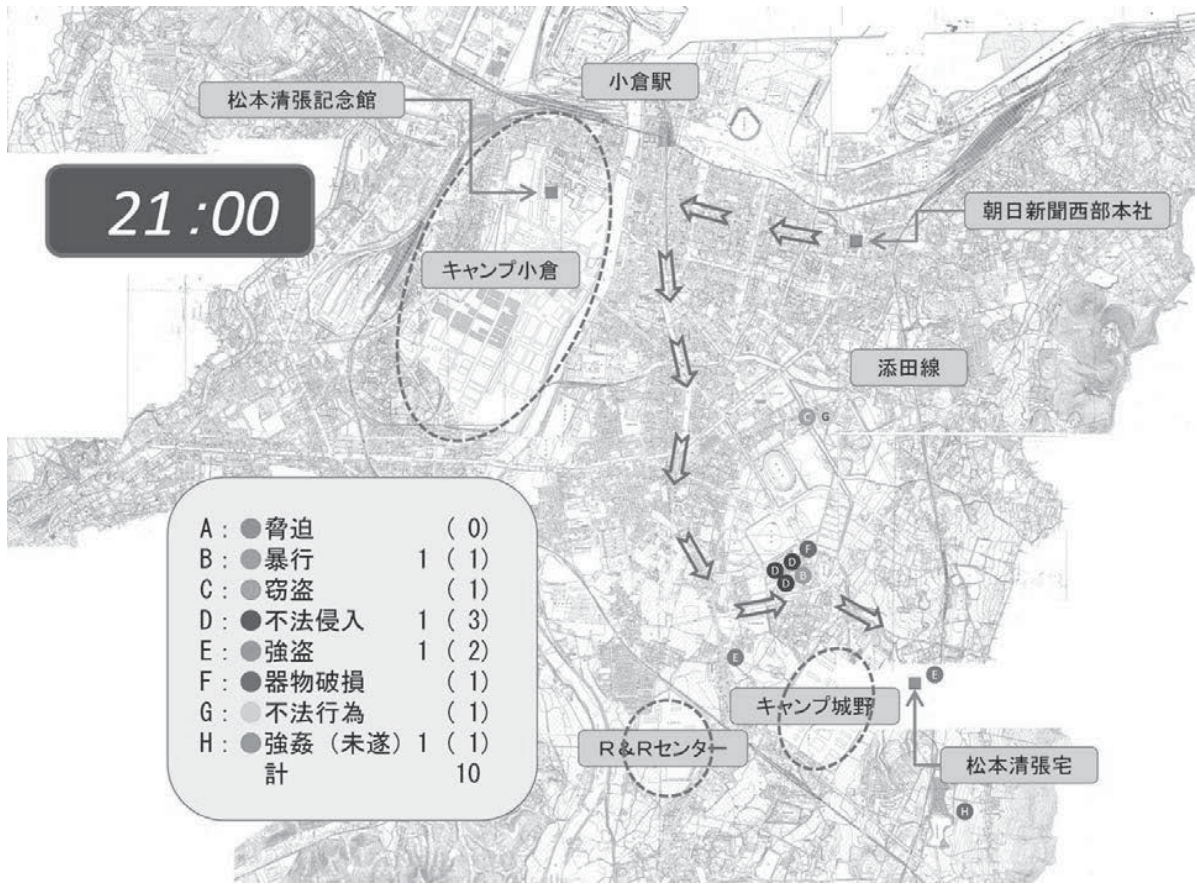 小倉駅
松本清張記念館
21:00
朝日新聞西部本社
キャンプ小倉
添田線
C G
A:●脅迫 ( 0)
B:●暴行 1 ( 1)
C:●窃盗 ( 1)
D:●不法侵入 1 ( 3)
E:●強盗 1 ( 2)
F:●器物破損 ( 1)
G:●不法行為 ( 1)
H:●強姦(未遂) 1 ( 1)
計 10
F
D
D
B
D
E
E
キャンプ城野
R&Rセンター
松本清張宅
H